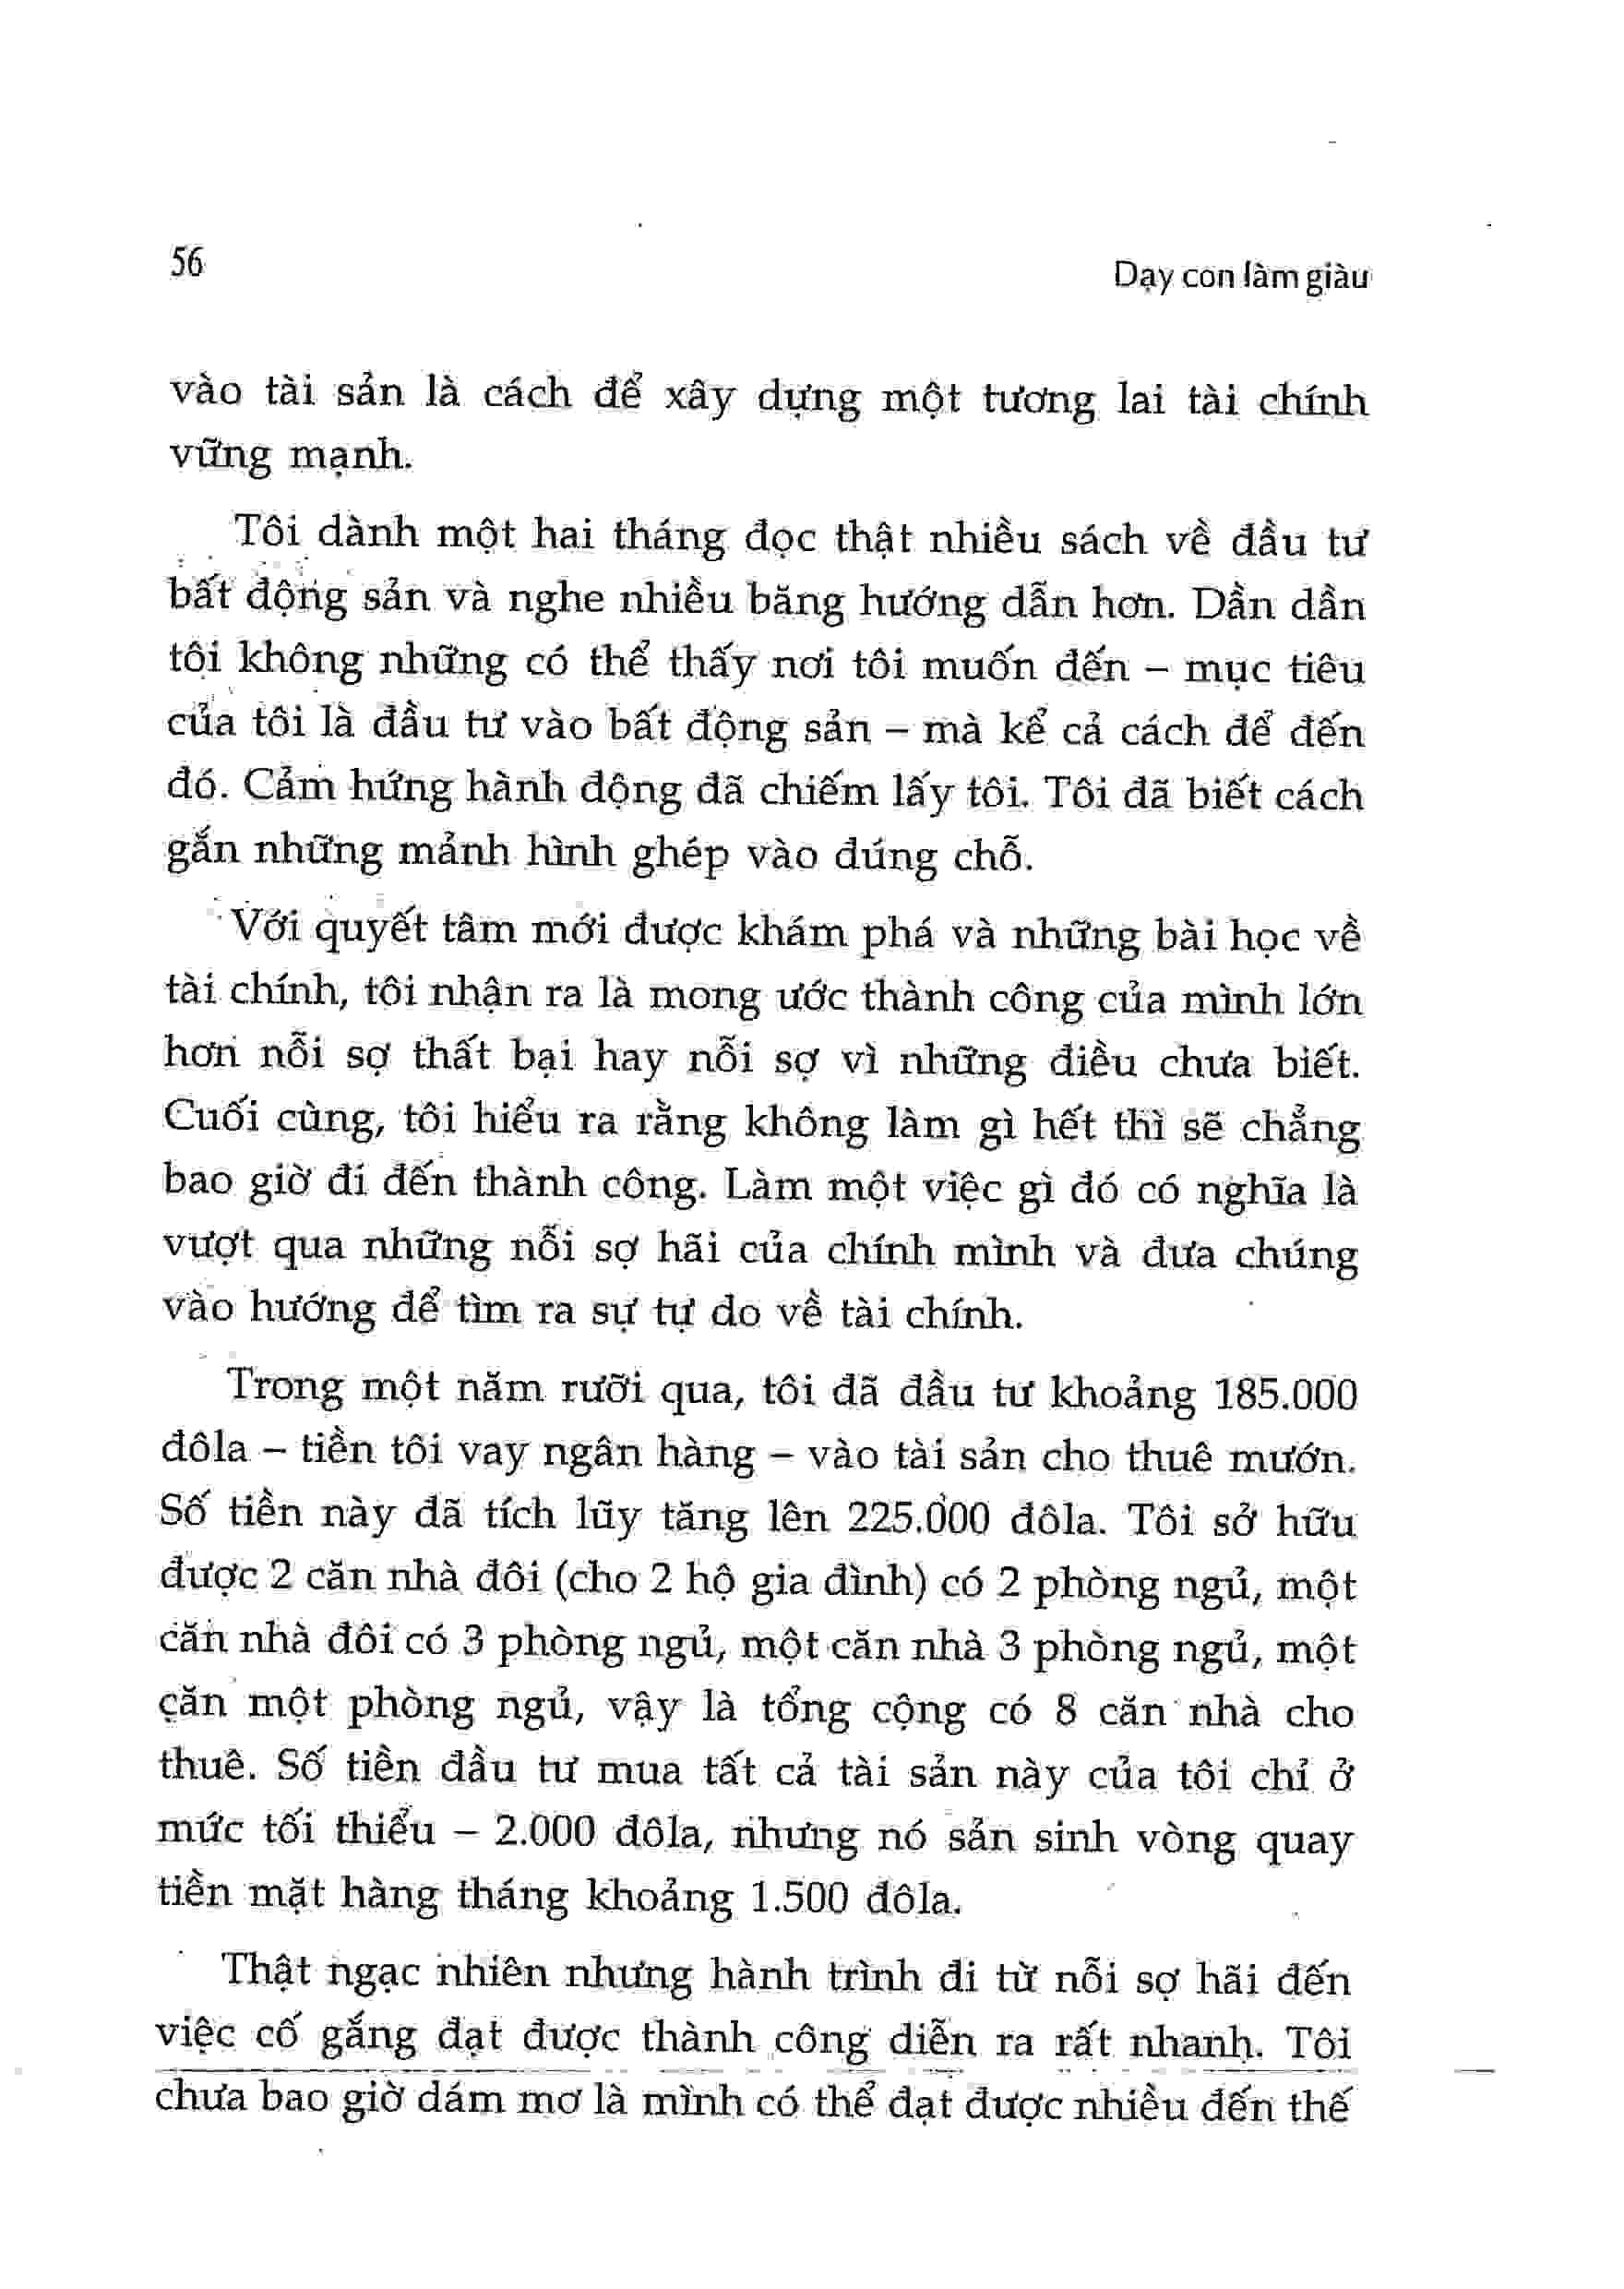 56
Dạy con làm giàu
vào tài sản là cách để xây dựng một tương lai tài chính
vững mạnh.
Tôi dành một hai tháng đọc thật nhiều sách về đầu tư
bất động sản và nghe nhiều băng hướng dẫn hơn. Dần dần
tôi không những có thể thấy nơi tôi muốn đến – mục tiêu
của tôi là đầu tư vào bất động sản – mà kể cả cách để đến
đó. Cảm hứng hành động đã chiếm lấy tôi. Tôi đã biết cách
gắn những mảnh hình ghép vào đúng chỗ.
Với quyết tâm mới được khám phá và những bài học về
tài chính, tôi nhận ra là mong ước thành công của mình lớn
hơn nỗi sợ thất bại hay nỗi sợ vì những điều chưa biết.
Cuối cùng, tôi hiểu ra rằng không làm gì hết thì sẽ chẳng
bao giờ đi đến thành công. Làm một việc gì đó có nghĩa là
vượt qua những nỗi sợ hãi của chính mình và đưa chúng
vào hướng để tìm ra sự tự do về tài chính.
Trong một năm rưỡi qua, tôi đã đầu tư khoảng 185.000
đôla – tiền tôi vay ngân hàng – vào tài sản cho thuê mướn.
Số tiền này đã tích lũy tăng lên 225.000 đôla. Tôi sở hữu
được 2 căn nhà đôi (cho 2 hộ gia đình) có 2 phòng ngủ, một
căn nhà đôi có 3 phòng ngủ, một căn nhà 3 phòng ngủ, một
căn một phòng ngủ, vậy là tổng cộng có 8 căn nhà cho
thuê. Số tiền đầu tư mua tất cả tài sản này của tôi chỉ ở
mức tối thiểu – 2.000 đôla, nhưng nó sản sinh vòng quay
tiền mặt hàng tháng khoảng 1.500 đôla.
Thật ngạc nhiên nhưng hành trình đi từ nỗi sợ hãi đến
việc cố gắng đạt được thành công diễn ra rất nhanh. Tôi
chưa bao giờ dám mơ là mình có thể đạt được nhiều đến thế